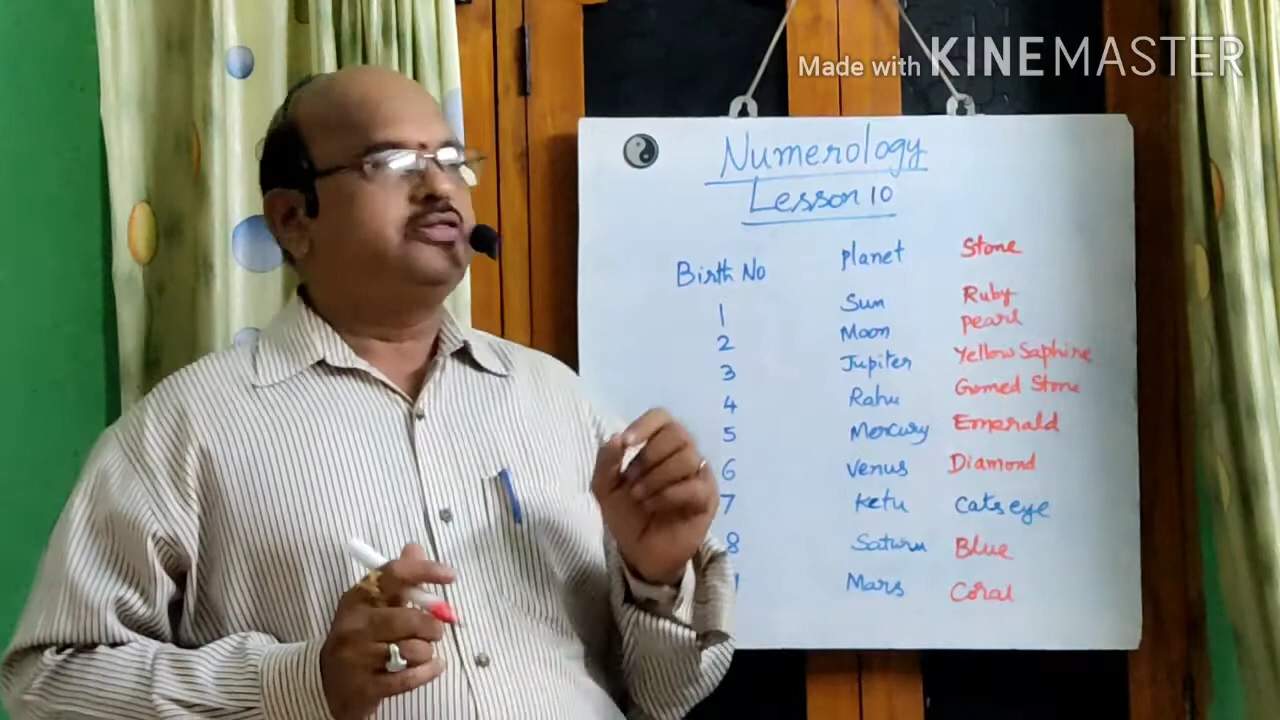 Made with KINEMASTER
Numerology
Lesson 10
Birth No planet Stone
1 Sun Ruby
2 Moon pearl
3 Jupiter Yellow Saphire
4 Rahu Gomed Stone
5 Mercury Emerald
6 Venus Diamond
7 Ketu Cats eye
8 Saturn Blue
Mars Coral